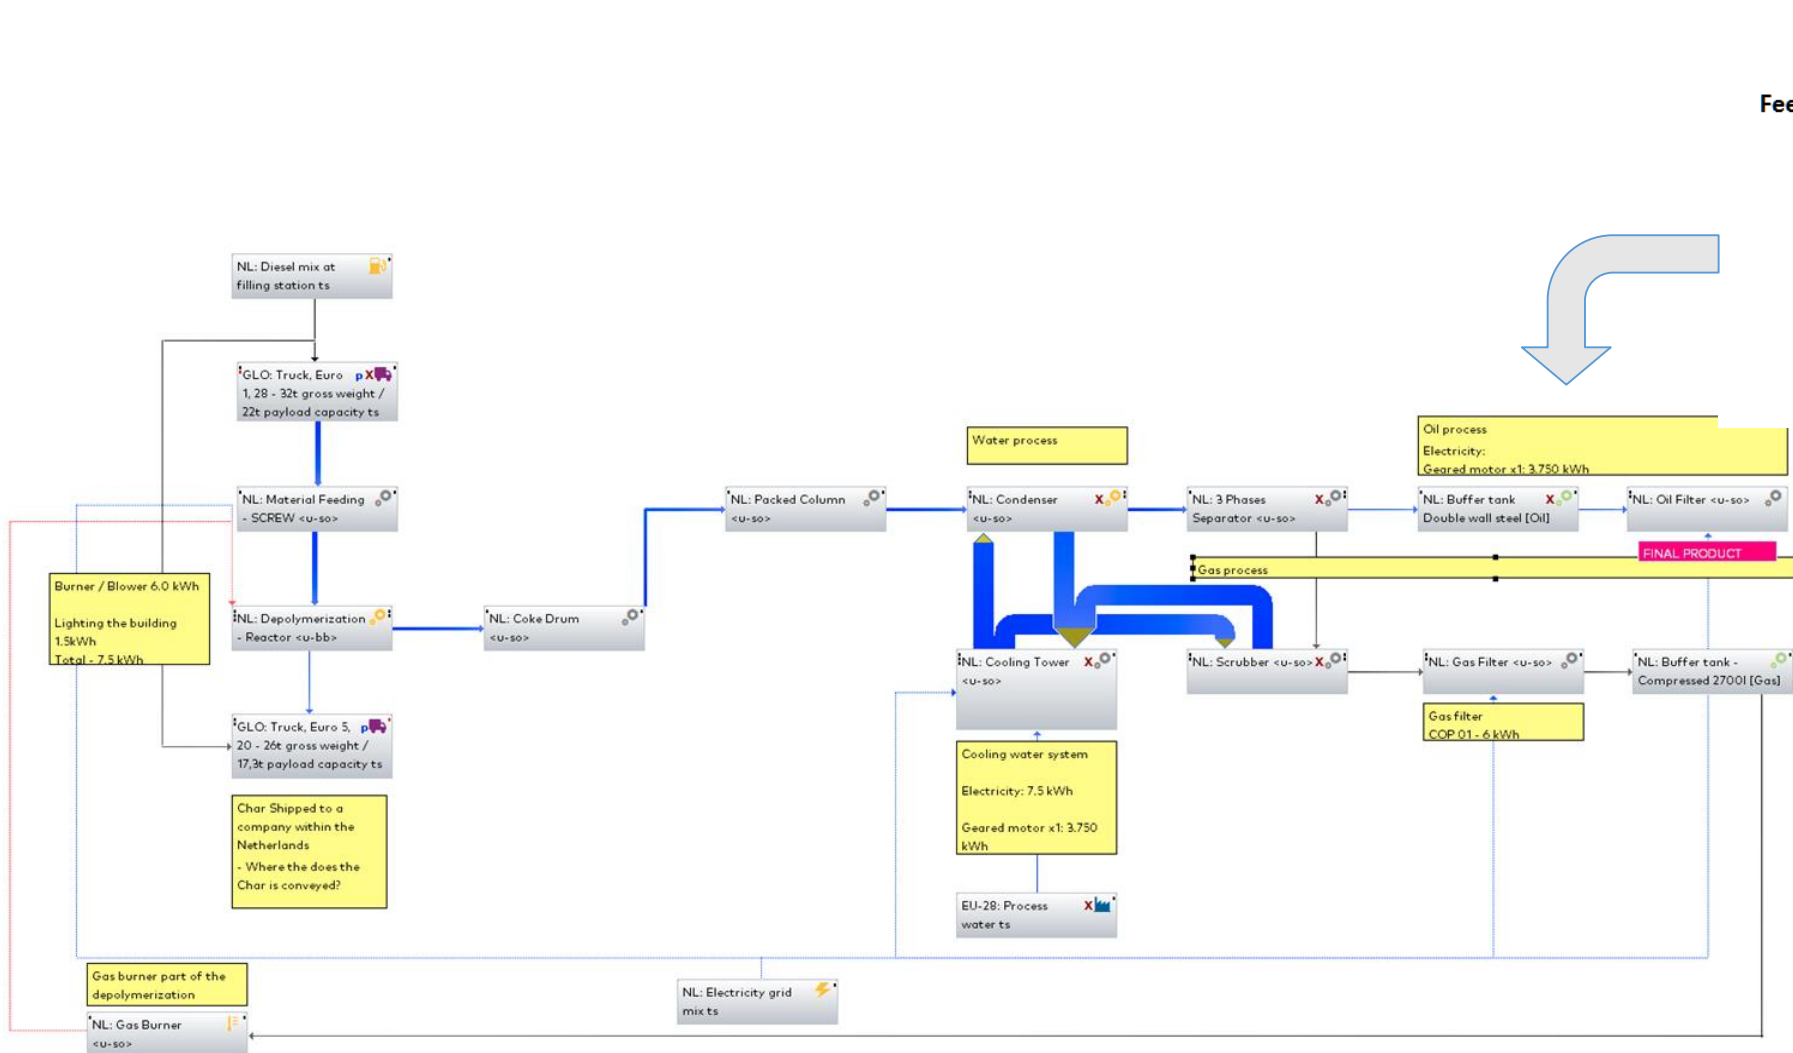 Fee
NL: Diesel mix at
filling station ts
GLO: Truck, Euro pX
1, 28 - 32t gross weight /
22t payload capacity ts
Water process
Oil process
Electricity:
Geared motor x1: 3.750 kWh
NL: Material Feeding
- SCREW <u-so>
NL: Packed Column
<u-so>
NL: Condenser X
<u-so>
NL: 3 Phases X
Separator <u-so>
NL: Buffer tank X
Double wall steel [Oil]
NL: Oil Filter <u-so>
FINAL PRODUCT
Gas process
Burner / Blower 6.0 kWh
Lighting the building
1.5kWh
Total - 7.5 kWh
NL: Depolymerization
- Reactor <u-bb>
NL: Coke Drum
<u-so>
NL: Cooling Tower X
<u-so>
NL: Scrubber <u-so> X
NL: Gas Filter <u-so>
NL: Buffer tank -
Compressed 2700l [Gas]
Gas filter
COP 01 - 6 kWh
GLO: Truck, Euro 5, p
20 - 26t gross weight /
17,3t payload capacity ts
Cooling water system
Electricity: 7.5 kWh
Geared motor x1: 3.750
kWh
Char Shipped to a
company within the
Netherlands
- Where the does the
Char is conveyed?
EU-28: Process X
water ts
Gas burner part of the
depolymerization
NL: Electricity grid
mix ts
NL: Gas Burner
<u-so>